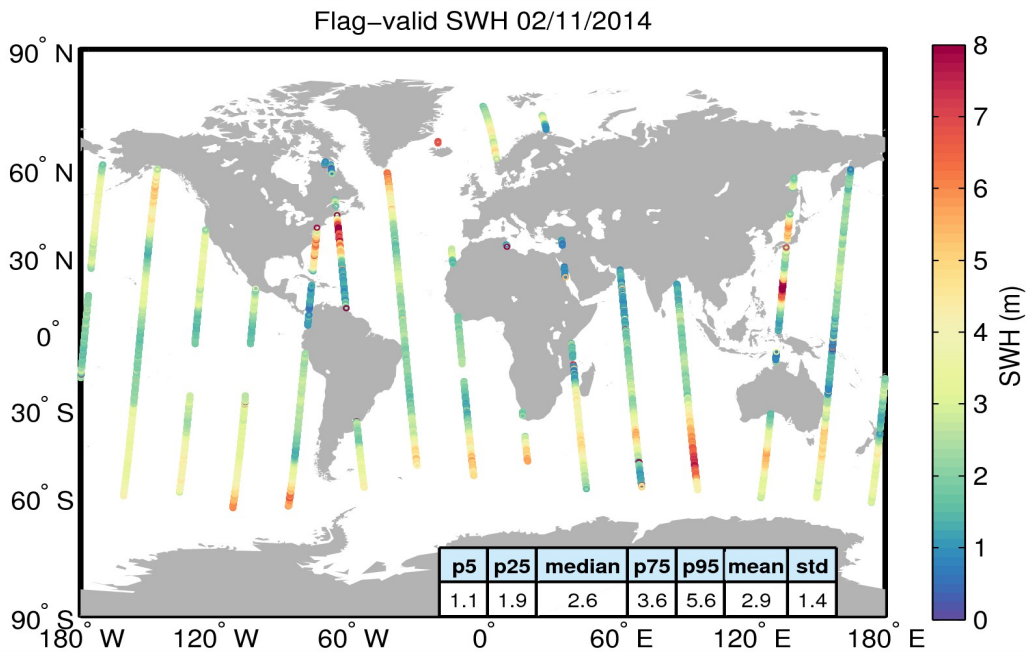 Flag−valid SWH 02/11/2014
90° N
60° N
30° N
0°
30° S
60° S
90° S
180° W
120° W
60° W
0°
60° E
120° E
180° E
p5 p25 median p75 p95 mean std
1.1 1.9 2.6 3.6 5.6 2.9 1.4
8
7
6
5
4
3
2
1
0
SWH (m)